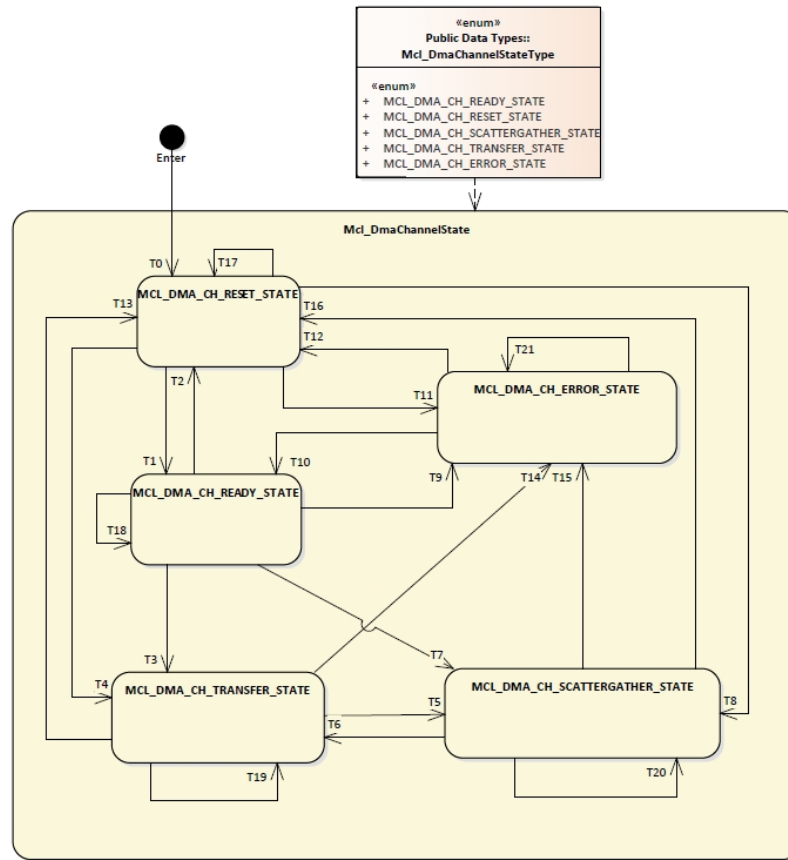 «enum»
Public Data Types::
Mcl_DmaChannelStateType
«enum»
+ MCL_DMA_CH_READY_STATE
+ MCL_DMA_CH_RESET_STATE
+ MCL_DMA_CH_SCATTERGATHER_STATE
+ MCL_DMA_CH_TRANSFER_STATE
+ MCL_DMA_CH_ERROR_STATE
Enter
Mcl_DmaChannelState
T0
T17
MCL_DMA_CH_RESET_STATE
T13
T16
T12
T21
T2
MCL_DMA_CH_ERROR_STATE
T11
T1
T10
T9
T14
T15
MCL_DMA_CH_READY_STATE
T18
T3
T7
T4
MCL_DMA_CH_TRANSFER_STATE
MCL_DMA_CH_SCATTERGATHER_STATE
T5
T8
T6
T19
T20